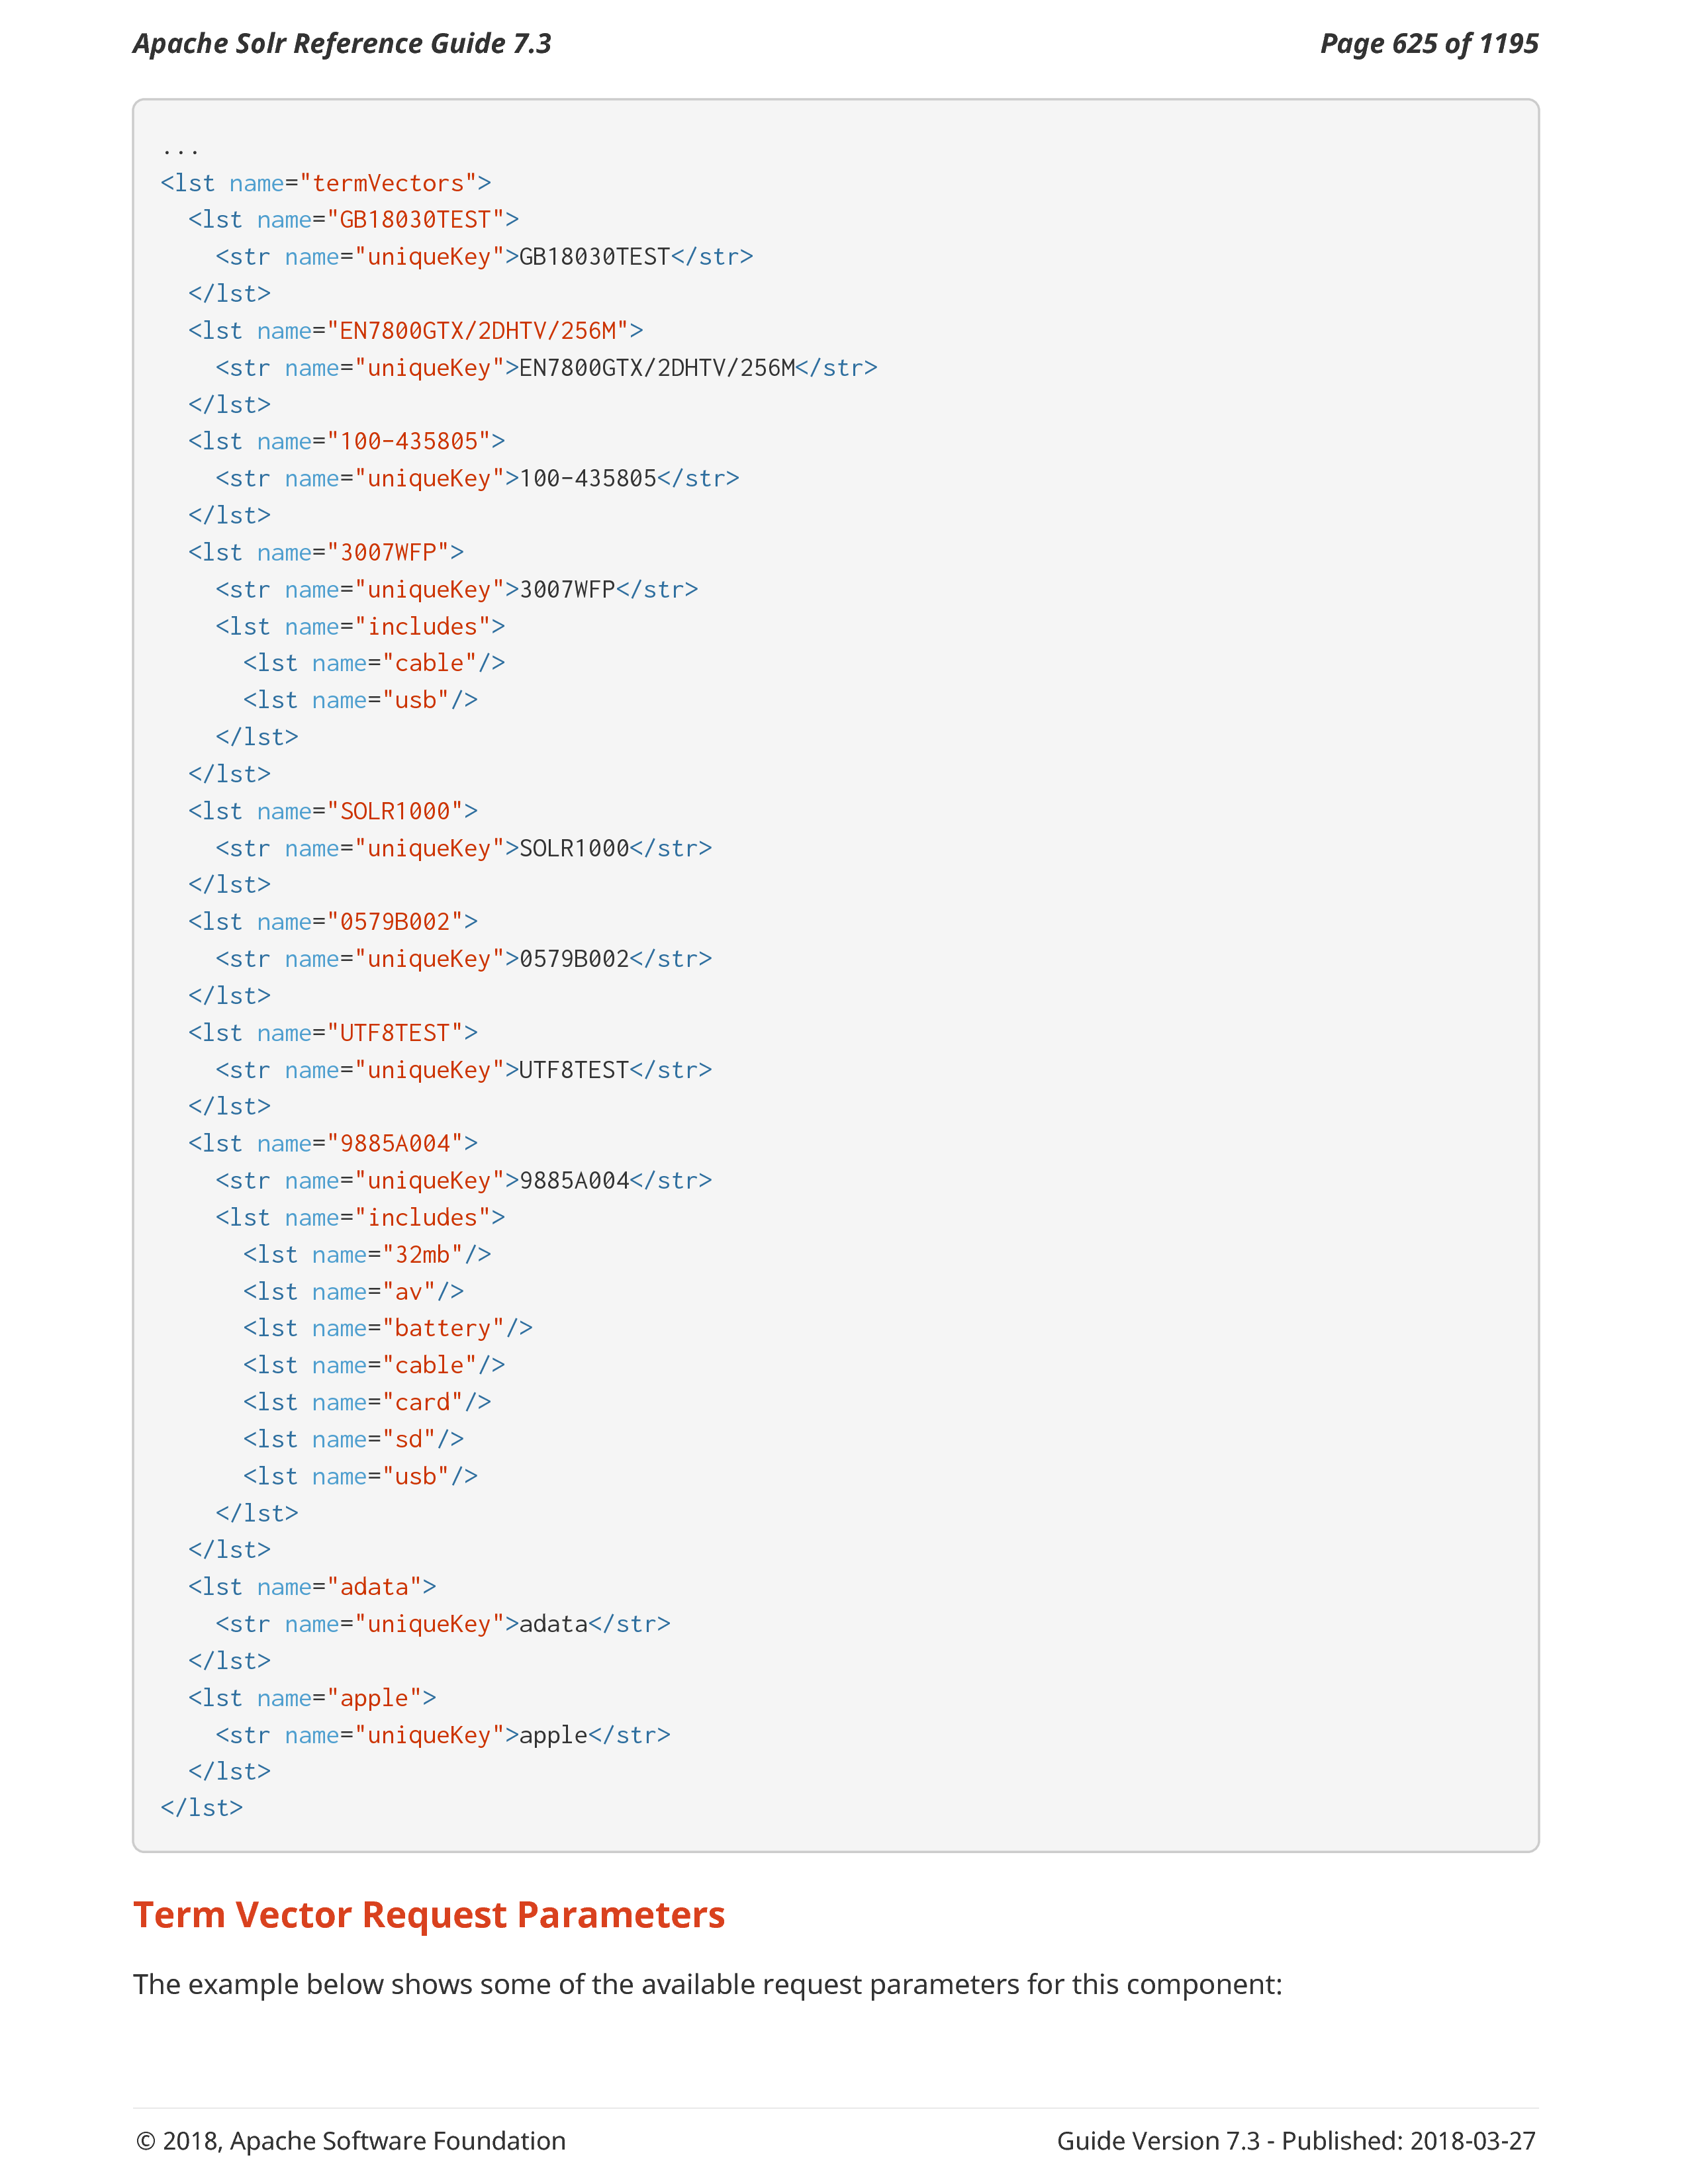 Apache Solr Reference Guide 7.3
Page 625 of 1195
...
<lst name="termVectors">
  <lst name="GB18030TEST">
    <str name="uniqueKey">GB18030TEST</str>
  </lst>
  <lst name="EN7800GTX/2DHTV/256M">
    <str name="uniqueKey">EN7800GTX/2DHTV/256M</str>
  </lst>
  <lst name="100-435805">
    <str name="uniqueKey">100-435805</str>
  </lst>
  <lst name="3007WFP">
    <str name="uniqueKey">3007WFP</str>
    <lst name="includes">
      <lst name="cable"/>
      <lst name="usb"/>
    </lst>
  </lst>
  <lst name="SOLR1000">
    <str name="uniqueKey">SOLR1000</str>
  </lst>
  <lst name="0579B002">
    <str name="uniqueKey">0579B002</str>
  </lst>
  <lst name="UTF8TEST">
    <str name="uniqueKey">UTF8TEST</str>
  </lst>
  <lst name="9885A004">
    <str name="uniqueKey">9885A004</str>
    <lst name="includes">
      <lst name="32mb"/>
      <lst name="av"/>
      <lst name="battery"/>
      <lst name="cable"/>
      <lst name="card"/>
      <lst name="sd"/>
      <lst name="usb"/>
    </lst>
  </lst>
  <lst name="adata">
    <str name="uniqueKey">adata</str>
  </lst>
  <lst name="apple">
    <str name="uniqueKey">apple</str>
  </lst>
</lst>
Term Vector Request Parameters
The example below shows some of the available request parameters for this component:
© 2018, Apache Software Foundation
Guide Version 7.3 - Published: 2018-03-27